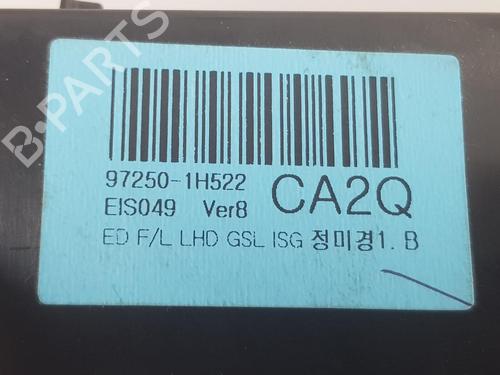 97250-1H522
EIS049 Ver8
CA2Q
ED F/L LHD GSL ISG 정미경1. B
B-PARTS